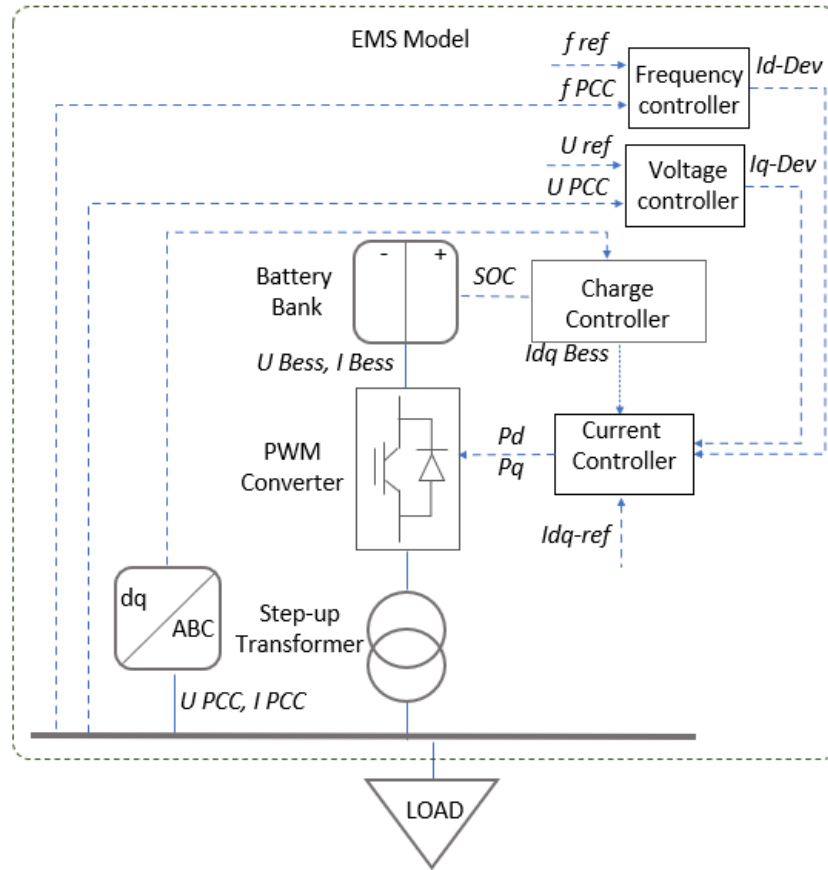 EMS Model
f ref
f PCC
Frequency
controller
Id-Dev
U ref
U PCC
Voltage
controller
Iq-Dev
Battery
Bank
- +
SOC
Charge
Controller
U Bess, I Bess
Idq Bess
PWM
Converter
Pd
Pq
Current
Controller
Idq-ref
dq
ABC
Step-up
Transformer
U PCC, I PCC
LOAD